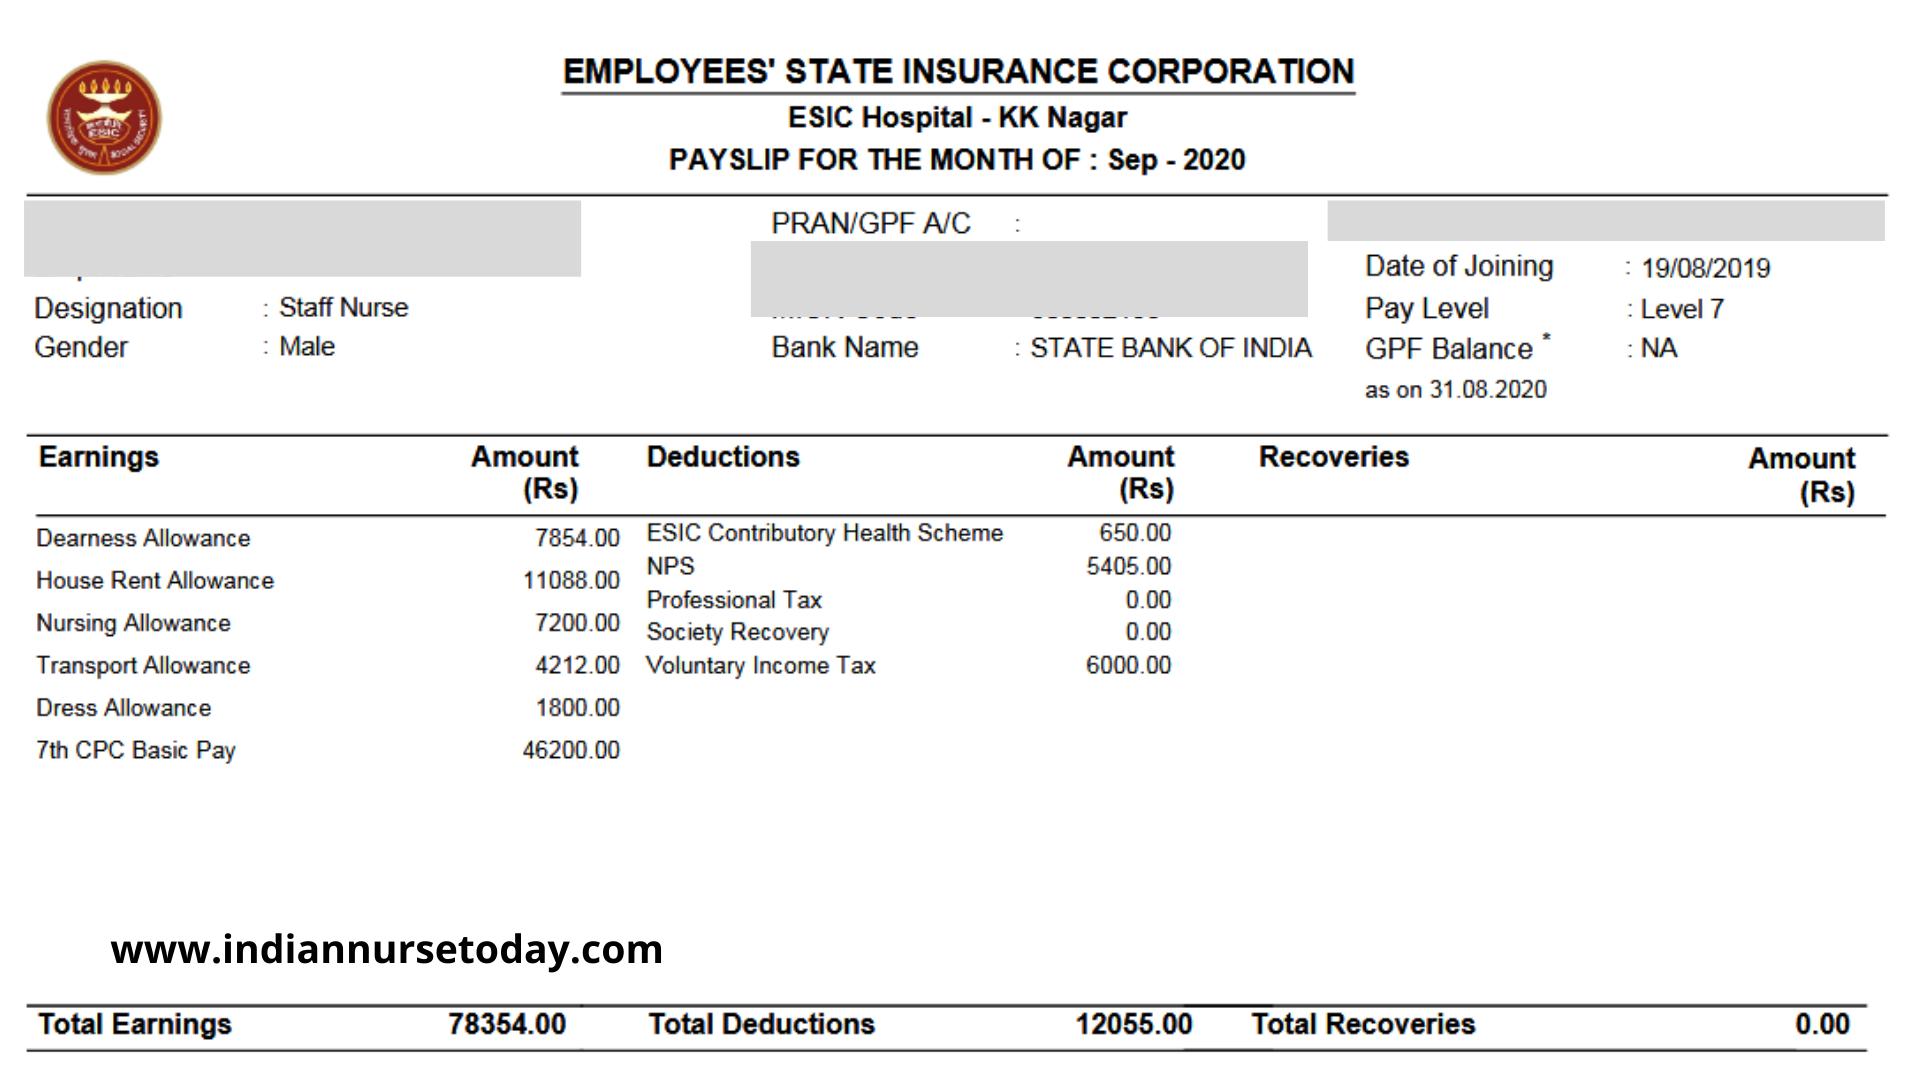 EMPLOYEES' STATE INSURANCE CORPORATION
ESIC Hospital - KK Nagar
PAYSLIP FOR THE MONTH OF : Sep - 2020
ESIC
PRAN/GPF A/C :
Date of Joining : 19/08/2019
Designation : Staff Nurse
Pay Level : Level 7
Gender : Male
Bank Name : STATE BANK OF INDIA
GPF Balance * : NA
as on 31.08.2020
Earnings Amount (Rs) Deductions Amount (Rs) Recoveries Amount (Rs)
Dearness Allowance 7854.00 ESIC Contributory Health Scheme 650.00
House Rent Allowance 11088.00 NPS 5405.00
Nursing Allowance 7200.00 Professional Tax 0.00
Society Recovery 0.00
Transport Allowance 4212.00 Voluntary Income Tax 6000.00
Dress Allowance 1800.00
7th CPC Basic Pay 46200.00
www.indiannursetoday.com
Total Earnings 78354.00 Total Deductions 12055.00 Total Recoveries 0.00